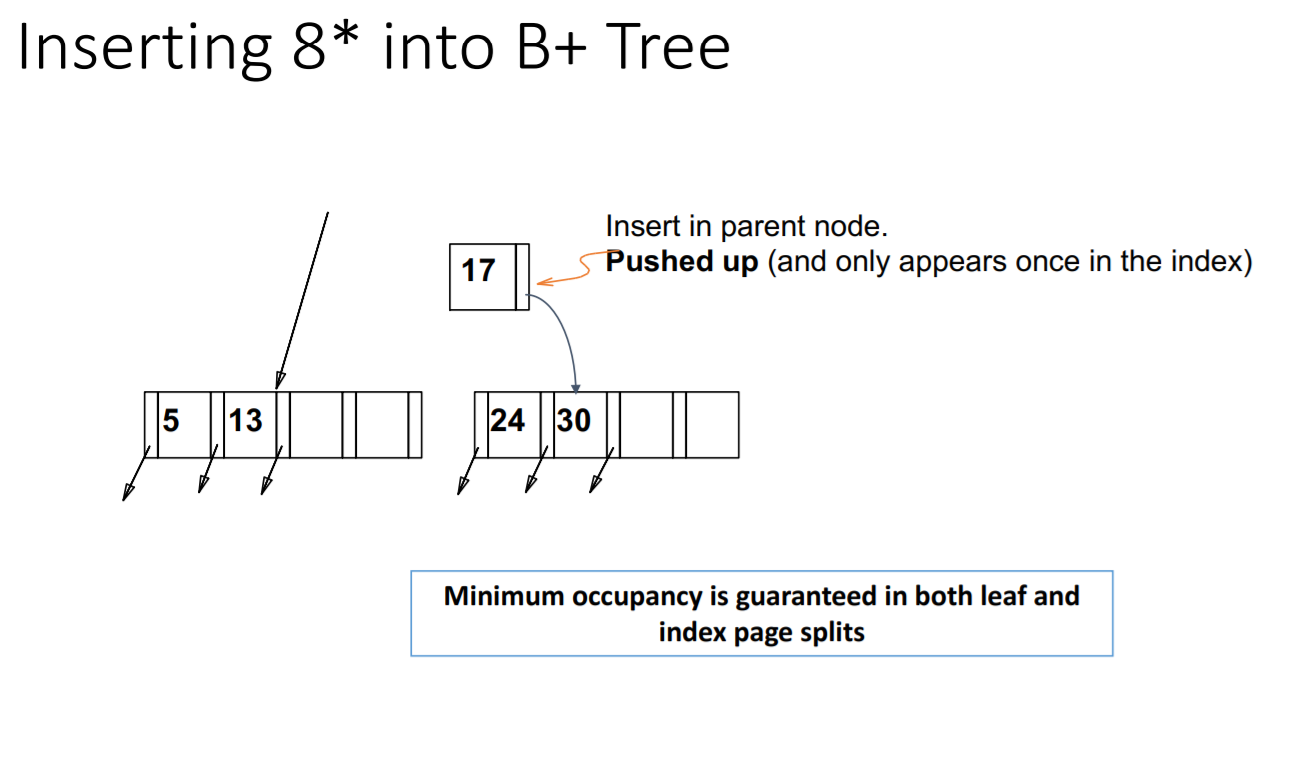 Inserting 8* into B+ Tree
Insert in parent node.
17
Pushed up (and only appears once in the index)
5 13 24 30
Minimum occupancy is guaranteed in both leaf and
index page splits